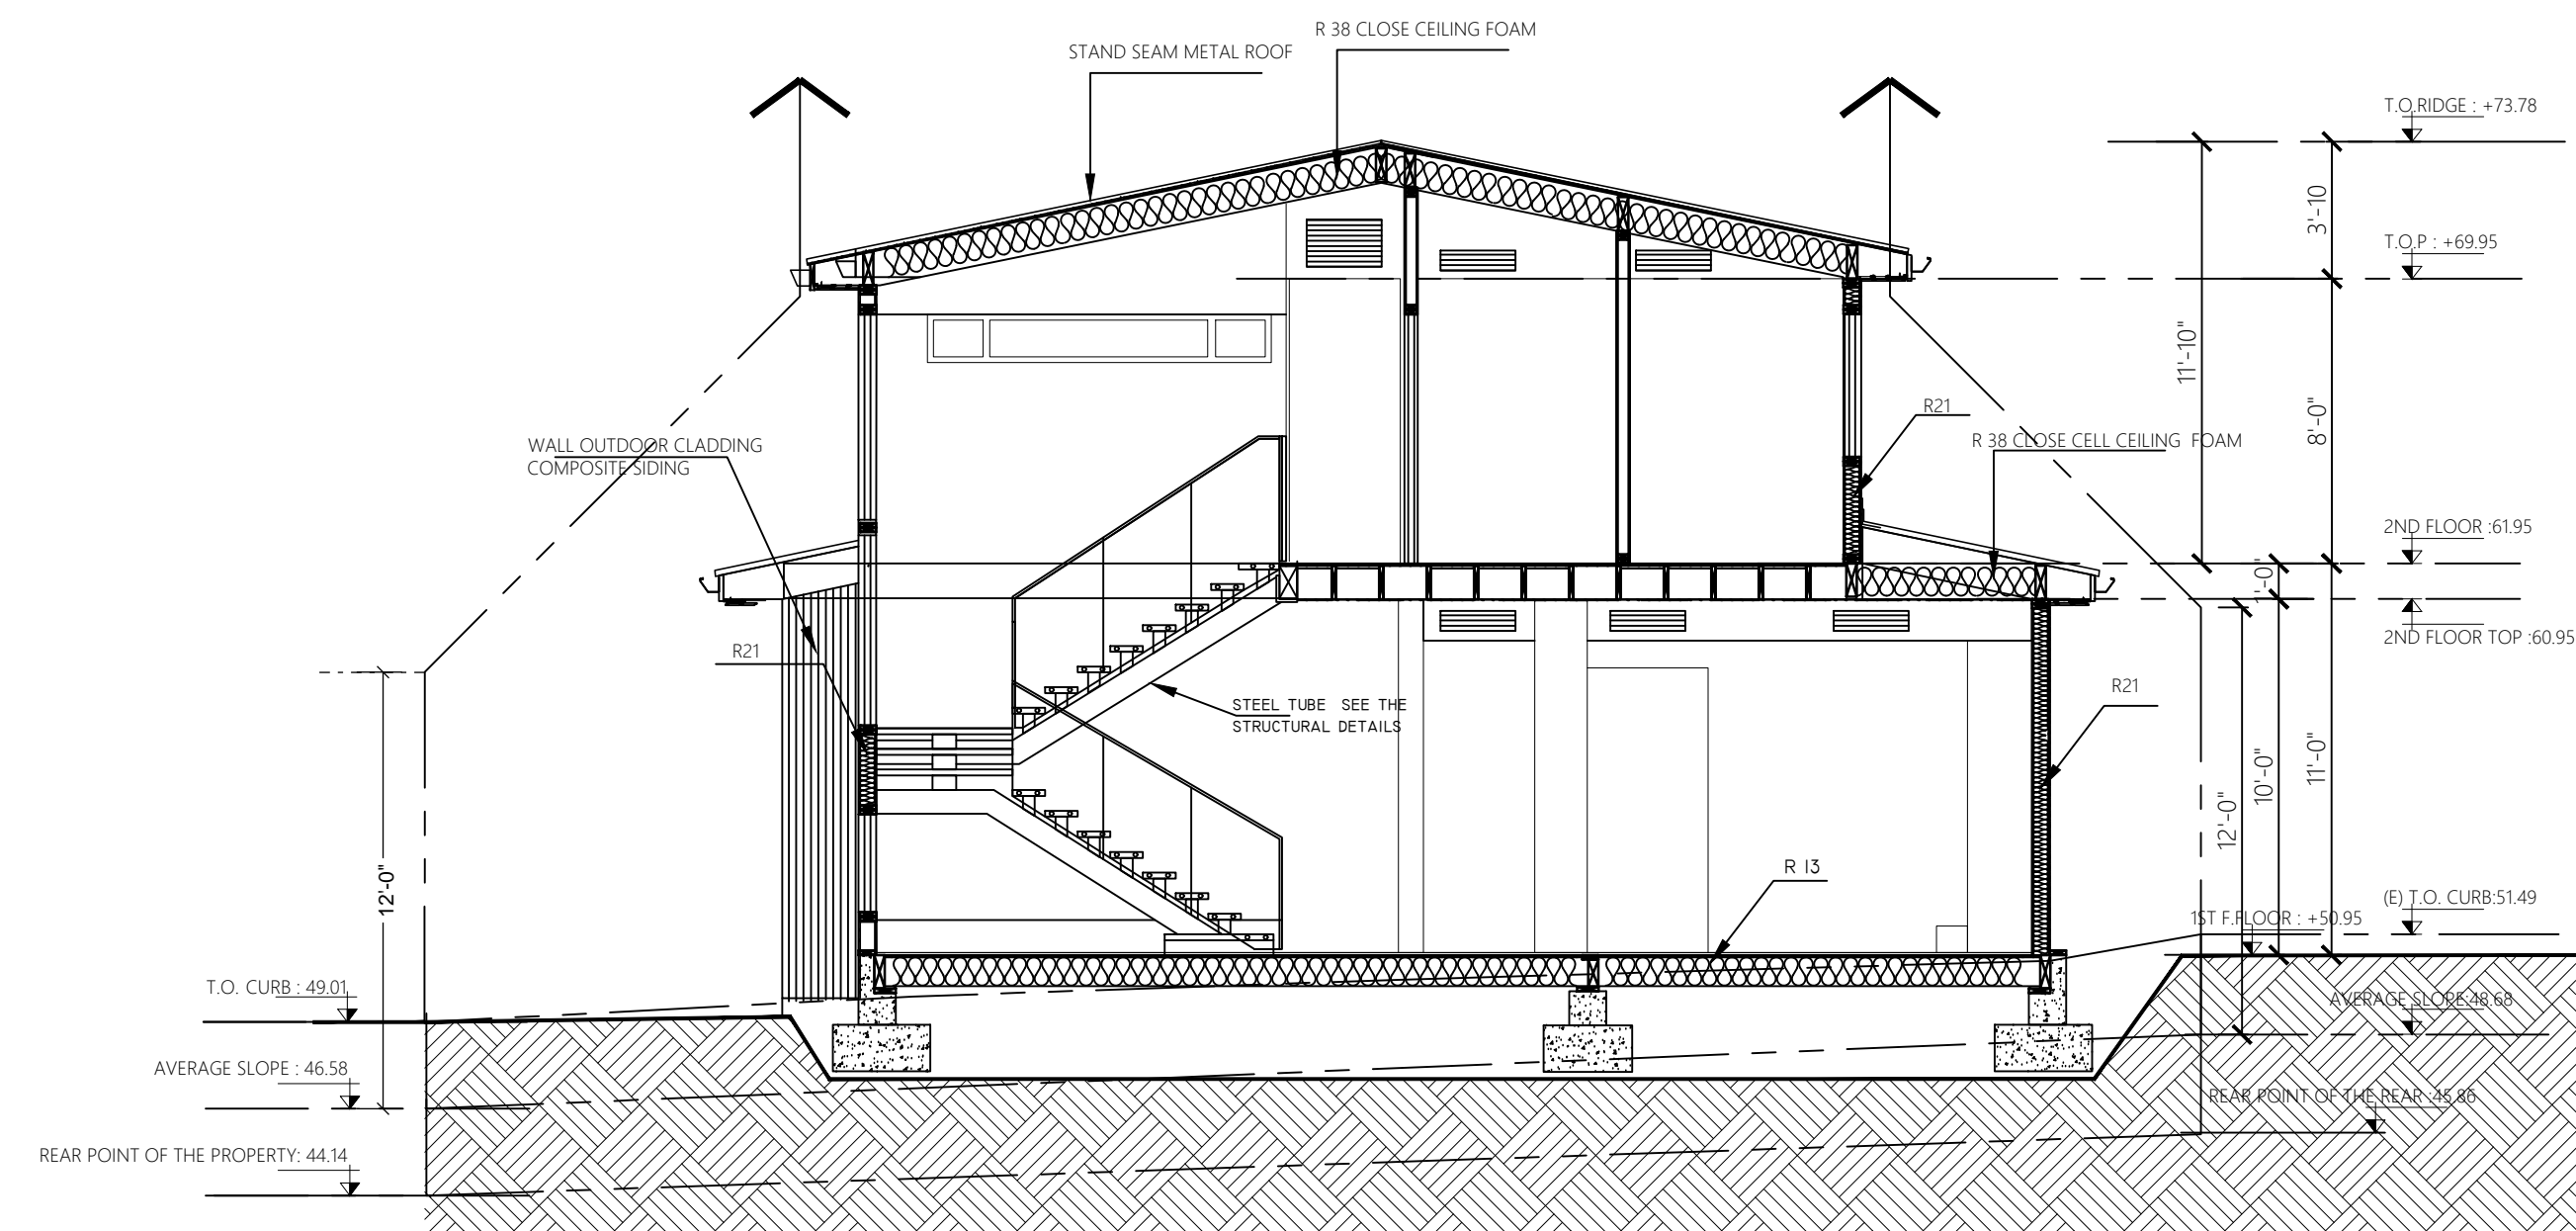 R 38 CLOSE CEILING FOAM
STAND SEAM METAL ROOF
T.O.RIDGE : +73.78
3'-10
T.O.P : +69.95
11'-10"
8'-0"
R21
R 38 CLOSE CELL CEILING  FOAM
WALL OUTDOOR CLADDING
COMPOSITE SIDING
2ND FLOOR :61.95
1'-0"
2ND FLOOR TOP :60.95
R21
R21
STEEL TUBE  SEE THE
STRUCTURAL DETAILS
12'-0"
10'-0"
11'-0"
12'-0"
R 13
(E) T.O. CURB:51.49
1ST F.FLOOR : +50.95
T.O. CURB : 49.01
AVERAGE SLOPE:48.68
AVERAGE SLOPE : 46.58
REAR POINT OF THE REAR :45.86
REAR POINT OF THE PROPERTY: 44.14